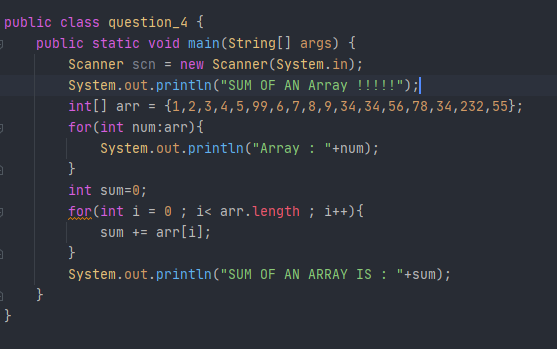 public class question_4 {
public static void main(String[] args) {
Scanner scn = new Scanner(System.in);
System.out.println("SUM OF AN Array !!!!!");
int[] arr = {1,2,3,4,5,99,6,7,8,9,34,34,56,78,34,232,55};
for(int num:arr){
System.out.println("Array : "+num);
}
int sum=0;
for(int i = 0 ; i< arr.length ; i++){
sum += arr[i];
}
System.out.println("SUM OF AN ARRAY IS : "+sum);
}
}